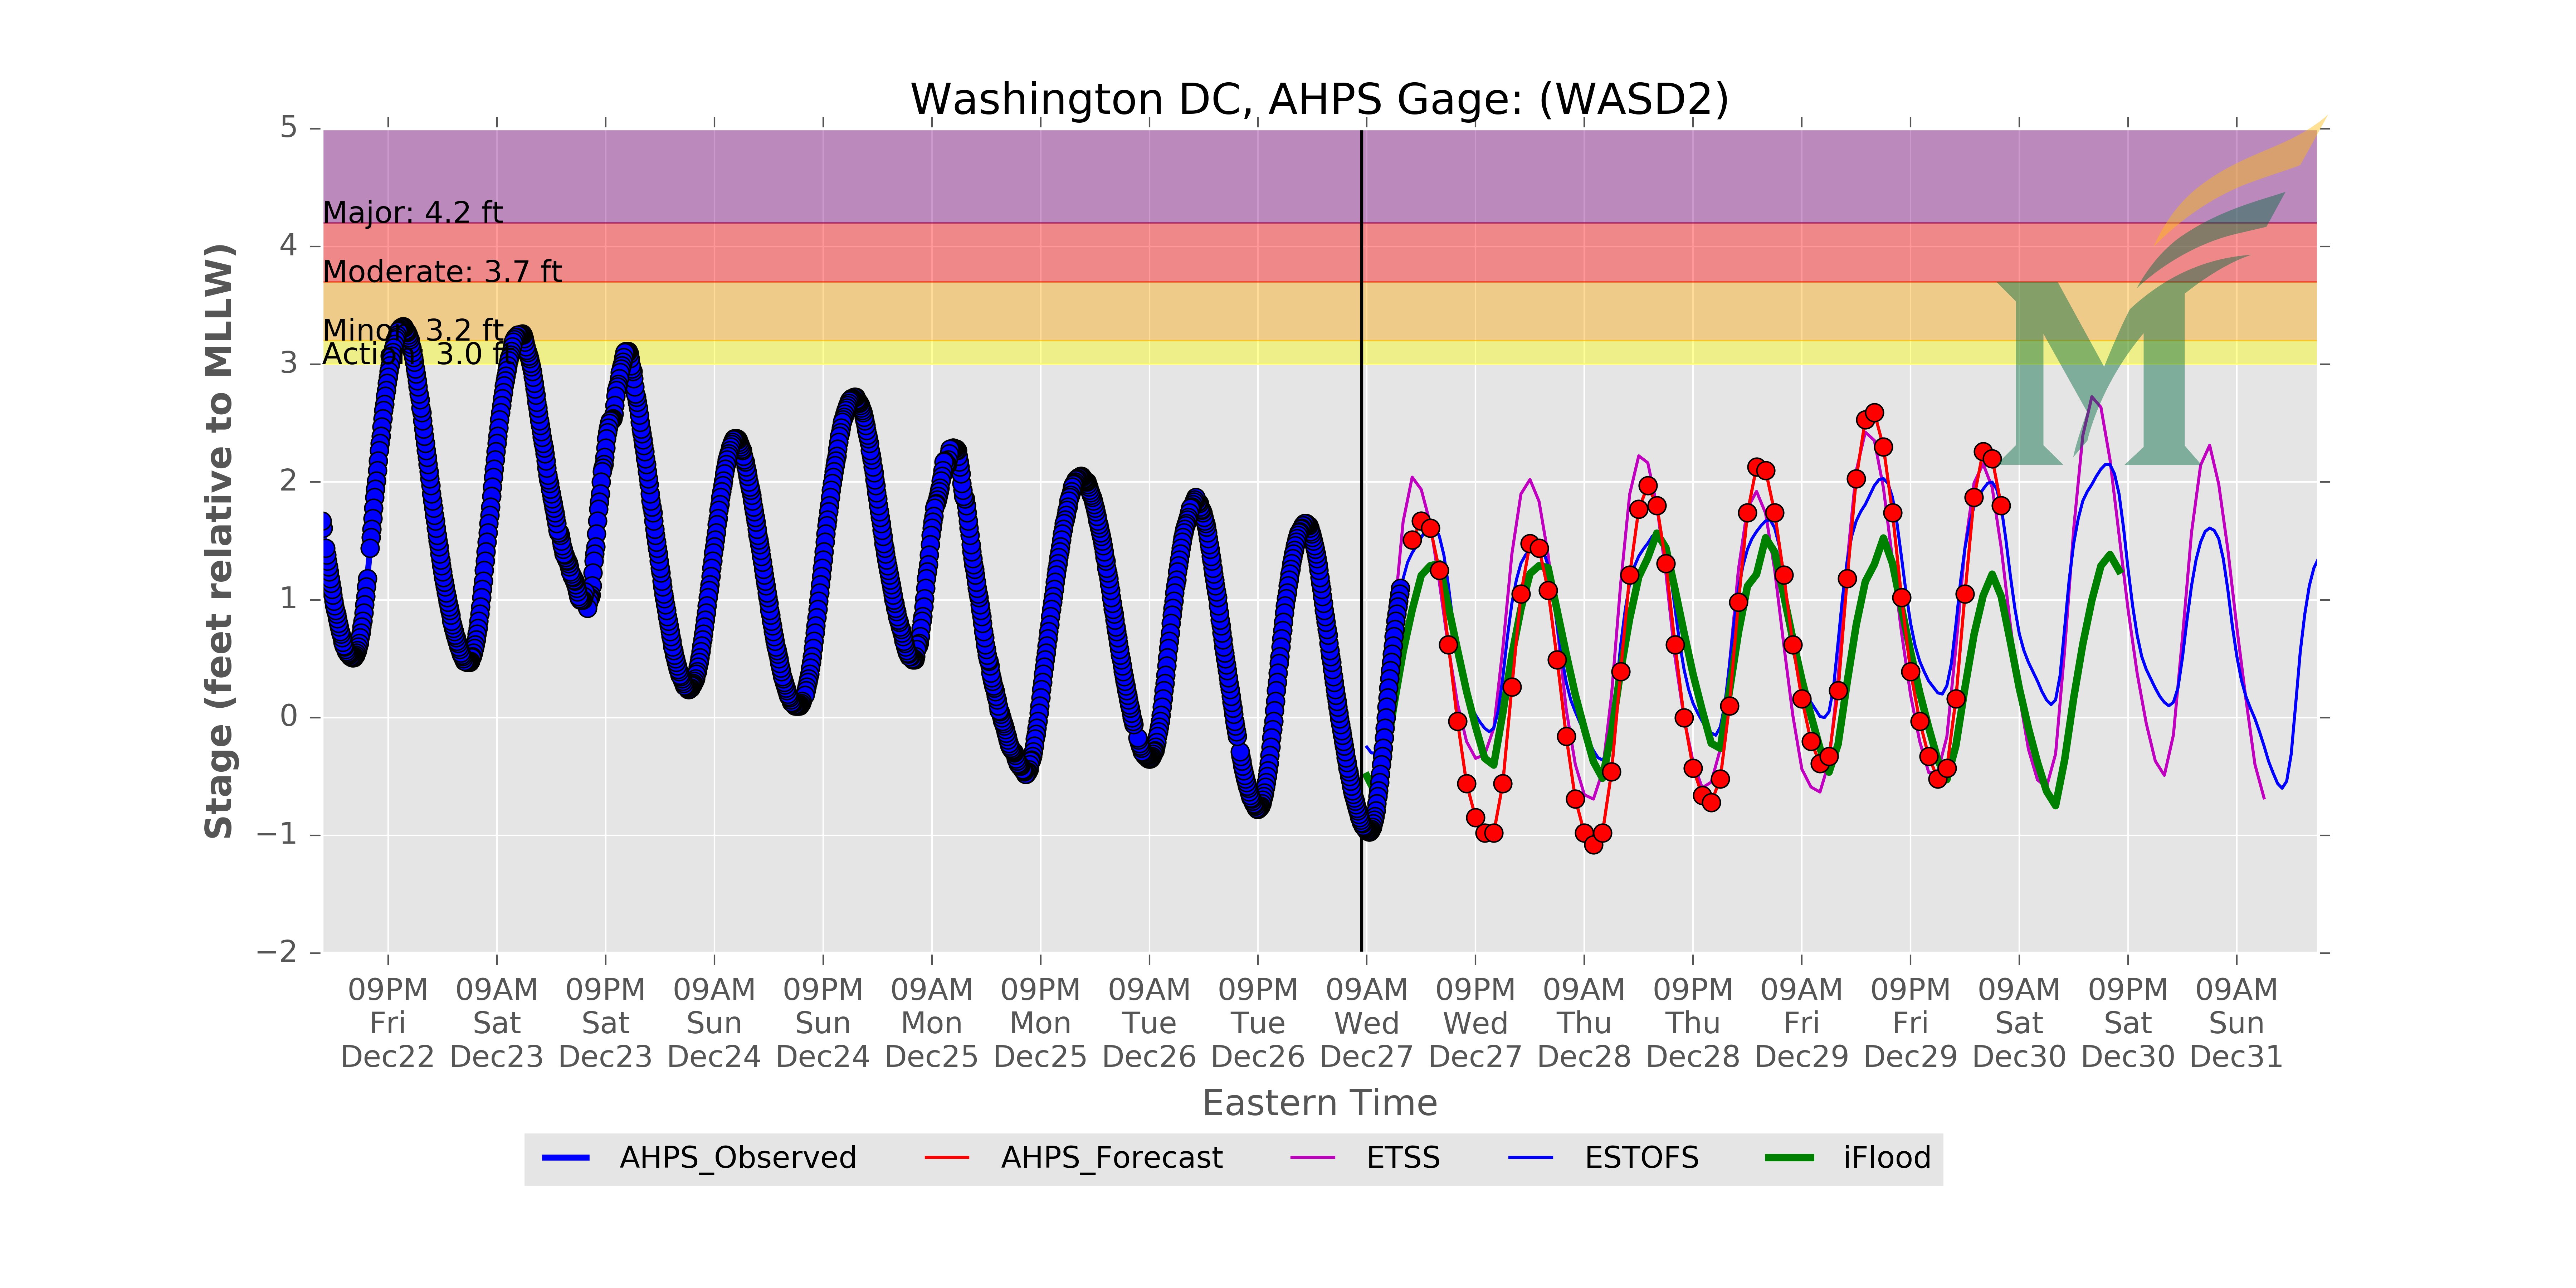 Washington DC, AHPS Gage: (WASD2)
5
4
3
2
1
0
−1
−2
Stage (feet relative to MLLW)
Major: 4.2 ft
Moderate: 3.7 ft
Minor: 3.2 ft
Action: 3.0 ft
09PM 09AM 09PM 09AM 09PM 09AM 09PM 09AM 09PM 09AM 09PM 09AM 09PM 09AM 09PM 09AM 09PM 09AM
Fri Sat Sat Sun Sun Mon Mon Tue Tue Wed Wed Thu Thu Fri Fri Sat Sat Sun
Dec22 Dec23 Dec23 Dec24 Dec24 Dec25 Dec25 Dec26 Dec26 Dec27 Dec27 Dec28 Dec28 Dec29 Dec29 Dec30 Dec30 Dec31
Eastern Time
AHPS_Observed AHPS_Forecast ETSS ESTOFS iFlood
M